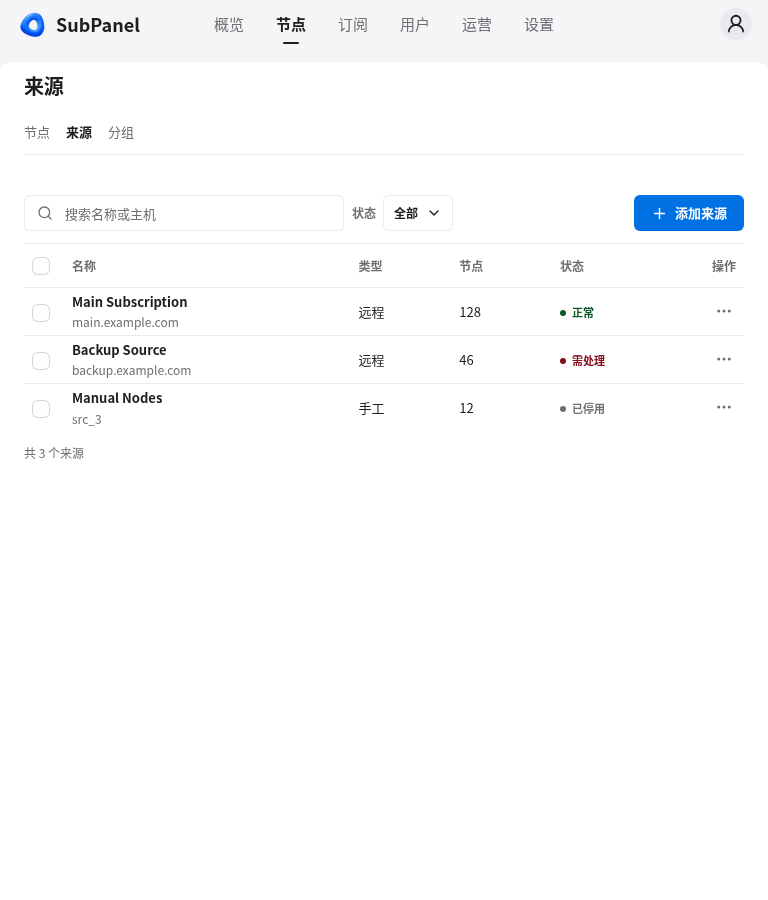 SubPanel 概览 节点 订阅 用户 运营 设置
来源
节点 来源 分组
搜索名称或主机 状态 全部 添加来源
名称 类型 节点 状态 操作
Main Subscription
main.example.com 远程 128 正常
Backup Source
backup.example.com 远程 46 需处理
Manual Nodes
src_3 手工 12 已停用
共 3 个来源